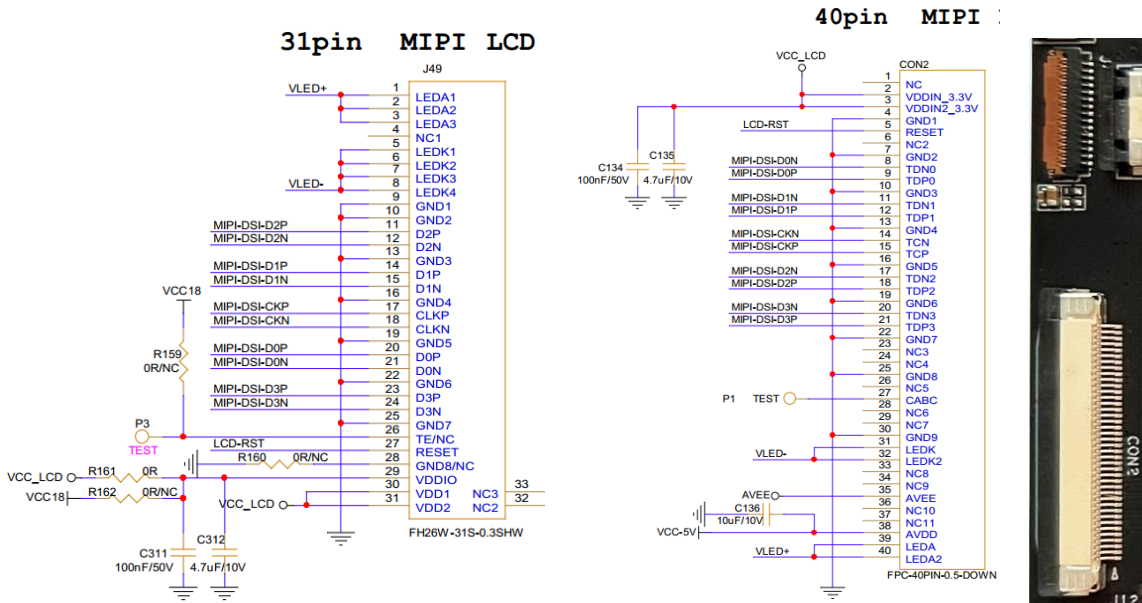 31pin MIPI LCD
J49
VLED+
1 LEDA1
2 LEDA2
3 LEDA3
4 NC1
5 LEDK1
6 LEDK2
7 LEDK3
VLED- 8 LEDK4
9 GND1
10 GND2
MIPI-DSI-D2P 11 D2P
MIPI-DSI-D2N 12 D2N
13 GND3
MIPI-DSI-D1P 14 D1P
MIPI-DSI-D1N 15 D1N
16 GND4
MIPI-DSI-CKP 17 CLKP
MIPI-DSI-CKN 18 CLKN
19 GND5
MIPI-DSI-D0P 20 D0P
MIPI-DSI-D0N 21 D0N
22 GND6
MIPI-DSI-D3P 23 D3P
MIPI-DSI-D3N 24 D3N
25 GND7
26 TE/NC
LCD-RST 27 RESET
R160 0R/NC 28 GND8/NC
29 VDDIO
30 VDD1 NC3 33
VCC_LCD 31 VDD2 NC2 32
FH26W-31S-0.3SHW
VCC18
R159
0R/NC
P3
TEST
VCC_LCD R161 0R
VCC18 R162 0R/NC
C311
100nF/50V
C312
4.7uF/10V
40pin MIPI
VCC_LCD
CON2
1 NC
2 VDDIN_3.3V
3 VDDIN2_3.3V
4 GND1
LCD-RST 5 RESET
6 NC2
7 GND2
MIPI-DSI-D0N 8 TDN0
MIPI-DSI-D0P 9 TDP0
10 GND3
MIPI-DSI-D1N 11 TDN1
MIPI-DSI-D1P 12 TDP1
13 GND4
MIPI-DSI-CKN 14 TCN
MIPI-DSI-CKP 15 TCP
16 GND5
MIPI-DSI-D2N 17 TDN2
MIPI-DSI-D2P 18 TDP2
19 GND6
MIPI-DSI-D3N 20 TDN3
MIPI-DSI-D3P 21 TDP3
22 GND7
23 NC3
24 NC4
25 GND8
26 NC5
P1 TEST 27 CABC
28 NC6
29 NC7
30 GND9
31 LEDK
VLED- 32 LEDK2
33 NC8
34 NC9
AVEE 35 AVEE
36 NC10
37 NC11
VCC-5V 38 AVDD
39 LEDA
VLED+ 40 LEDA2
FPC-40PIN-0.5-DOWN
C134
100nF/50V
C135
4.7uF/10V
C136
10uF/10V
CON2